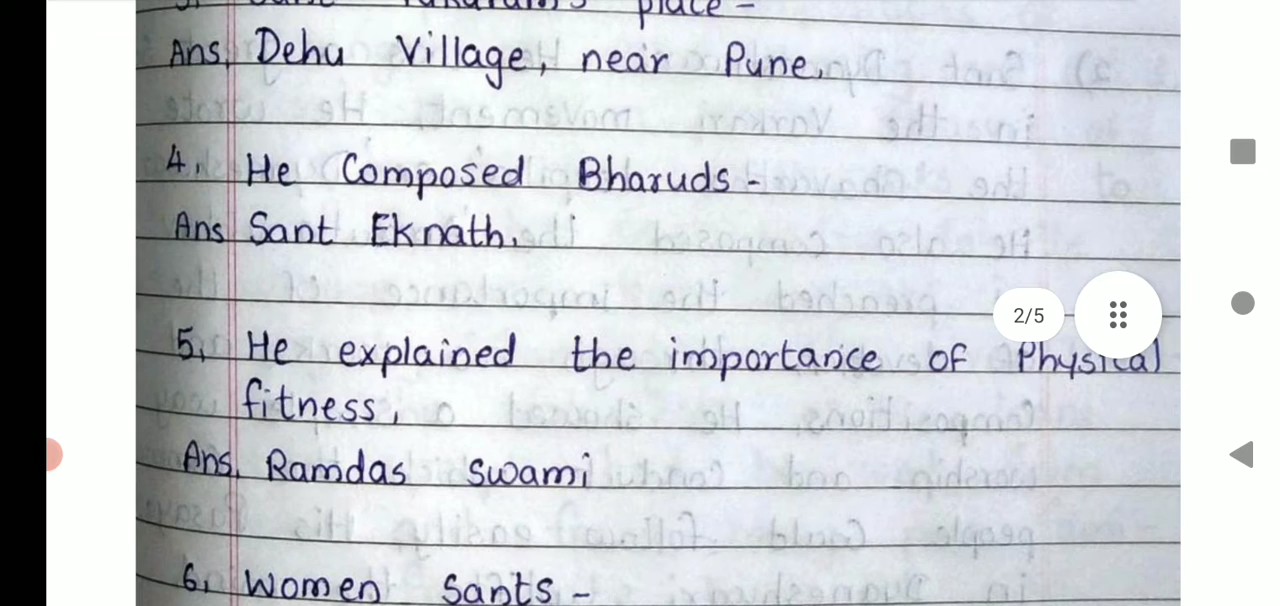 place -
Ans. Dehu Village, near Pune.
4. He Composed Bharuds -
Ans Sant Eknath.
2/5
5. He explained the importance of Physical
fitness.
Ans. Ramdas Swami
6. Women Sants -